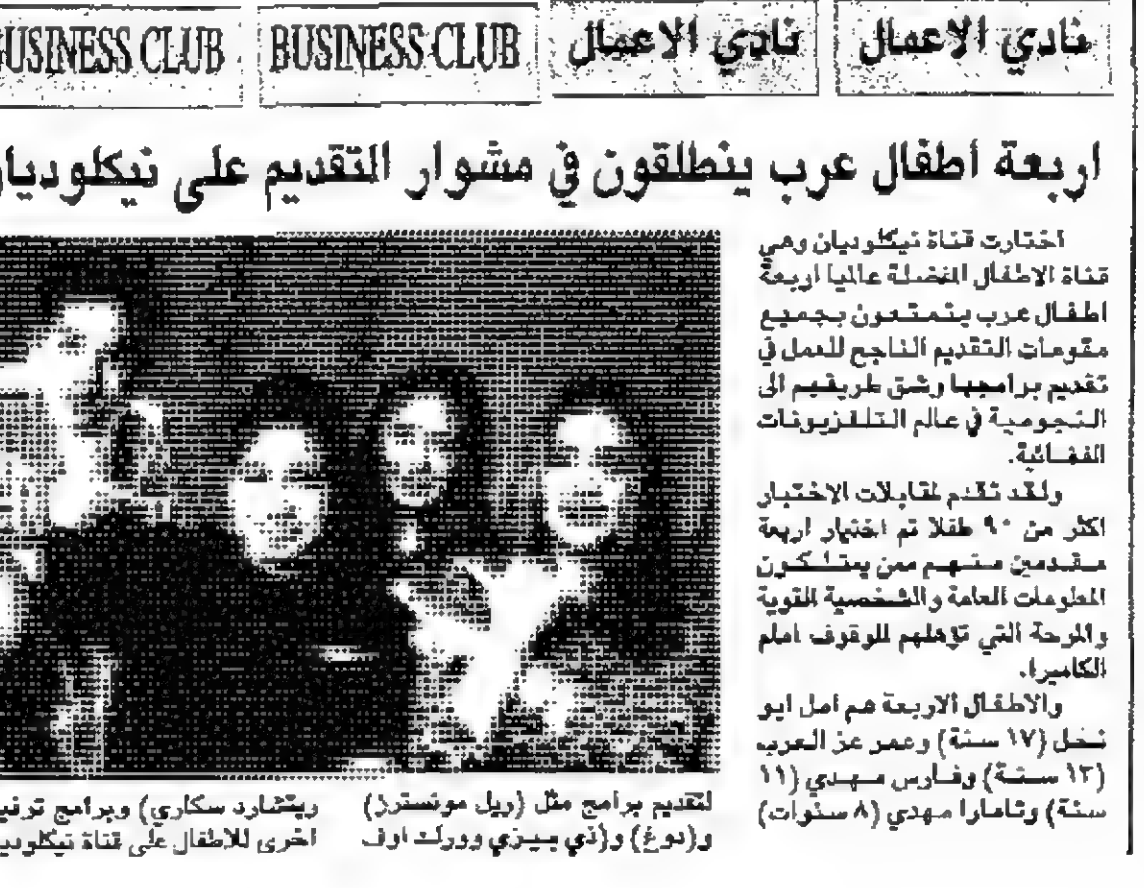 نادي الاعمال
نادي الاعمال
BUSINESS CLUB
BUSINESS CLUB
اربعة أطفال عرب ينطلقون في مشوار التقديم على نيكلوديان
اختارت قناة نيكلوديان وهي
قناة الاطفال المفضلة عالميا اربعة
اطفال عرب يتمتعون بجميع
مقومات التقديم الناجح للعمل في
تقديم برامجها وشق طريقهم الى
النجومية في عالم التلفزيونات
الفضائية.
ولقد تقدم لمقابلات الاختبار
اكثر من ٩٠ طفلا تم اختيار اربعة
مقدمين منهم ممن يمتلكون
المعلومات العامة والشخصية القوية
والمرحة التي تؤهلهم للوقوف امام
الكاميرا.
والاطفال الاربعة هم امل ابو
نخل (١٧ سنة) وعمر عز العرب
(١٢ سنة) وفارس مهدي (١١
سنة) وتامارا مهدي (٨ سنوات)
لتقديم برامج مثل (ريل مونسترز)
و(دوغ) و(ذي بيزي وورلد اوف
ريتشارد سكاري) وبرامج
اخرى للاطفال على قناة